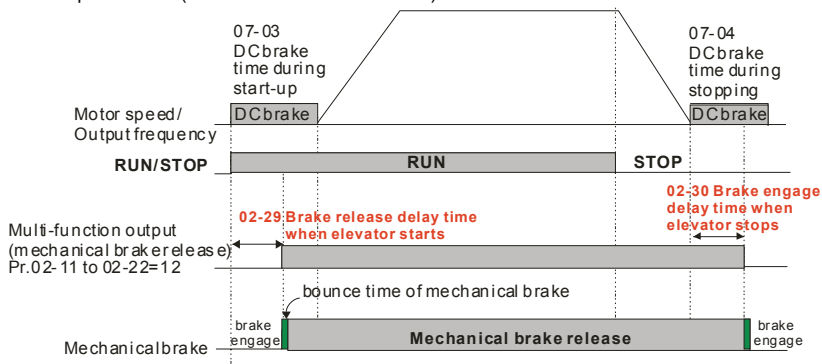 07-03
DCbrake
time during
start-up
07-04
DCbrake
time during
stopping
Motor speed/
Output frequency
DCbrake
DCbrake
RUN/STOP
RUN
STOP
02-29 Brake release delay time
when elevator starts
02-30 Brake engage
delay time when
elevator stops
Multi-function output
(mechanical brake release)
Pr.02-11 to 02-22=12
bounce time of mechanical brake
brake
engage
Mechanical brake release
brake
engage
Mechanical brake